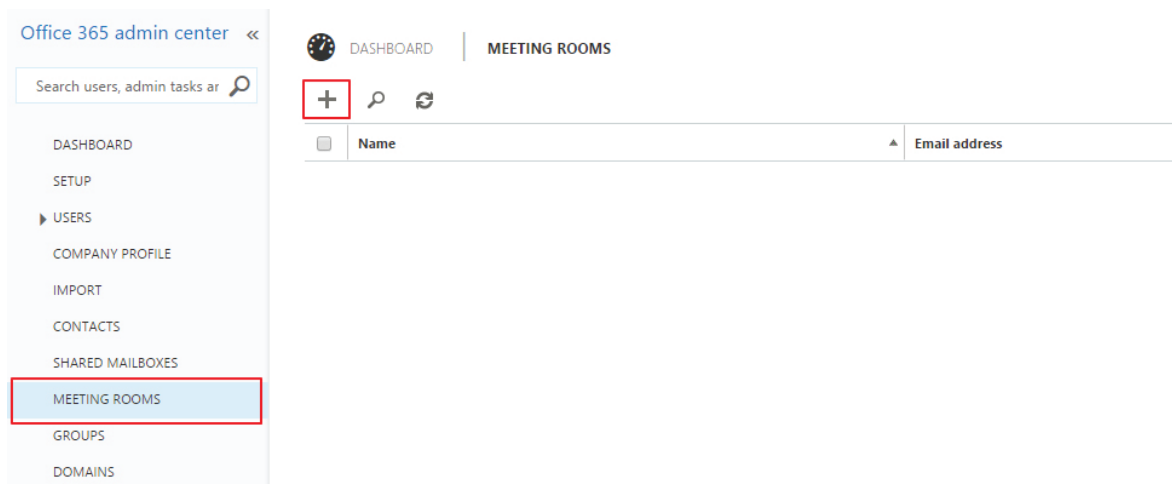 Office 365 admin center «
Search users, admin tasks ar
DASHBOARD
SETUP
USERS
COMPANY PROFILE
IMPORT
CONTACTS
SHARED MAILBOXES
MEETING ROOMS
GROUPS
DOMAINS
DASHBOARD | MEETING ROOMS
Name Email address